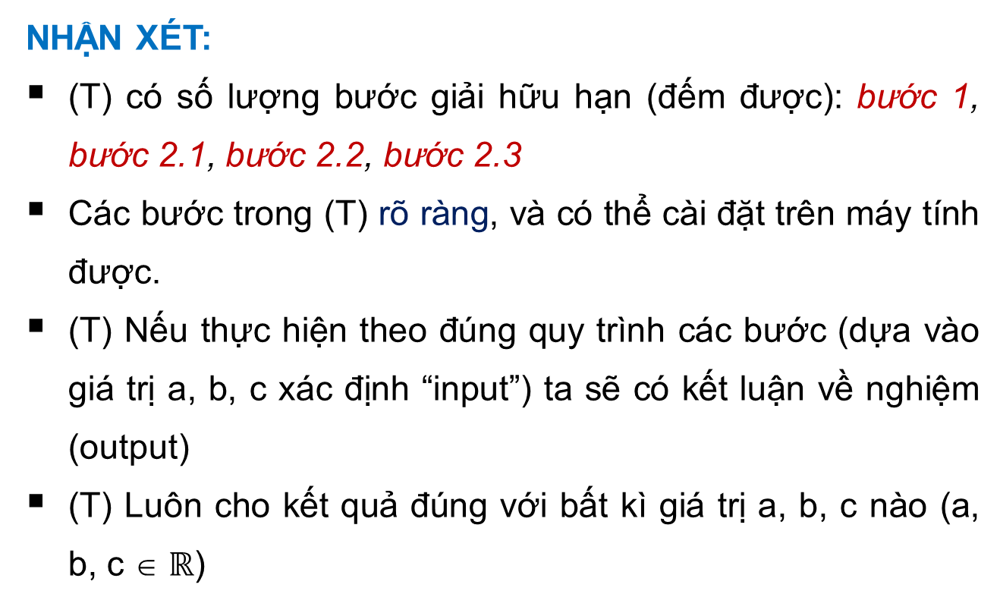 NHẬN XÉT:
▪ (T) có số lượng bước giải hữu hạn (đếm được): bước 1,
bước 2.1, bước 2.2, bước 2.3
▪ Các bước trong (T) rõ ràng, và có thể cài đặt trên máy tính
được.
▪ (T) Nếu thực hiện theo đúng quy trình các bước (dựa vào
giá trị a, b, c xác định “input”) ta sẽ có kết luận về nghiệm
(output)
▪ (T) Luôn cho kết quả đúng với bất kì giá trị a, b, c nào (a,
b, c ∈ ℝ)